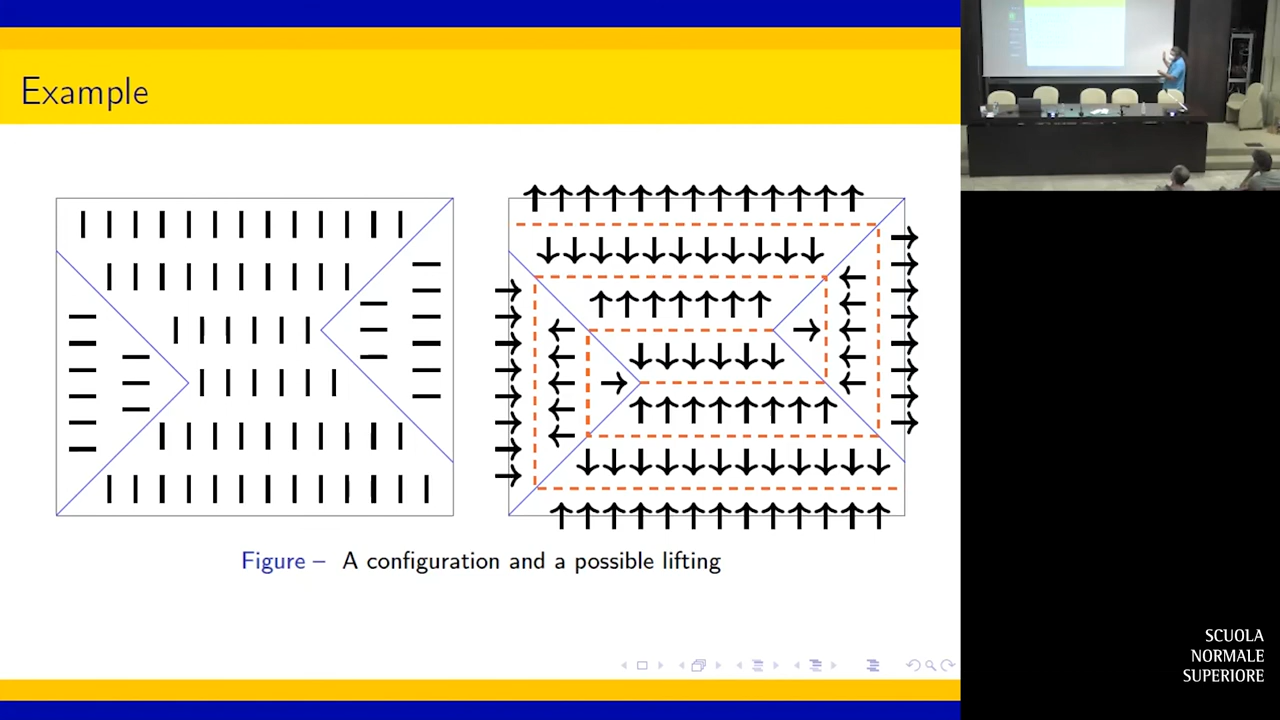 Example
Figure – A configuration and a possible lifting
SCUOLA
NORMALE
SUPERIORE